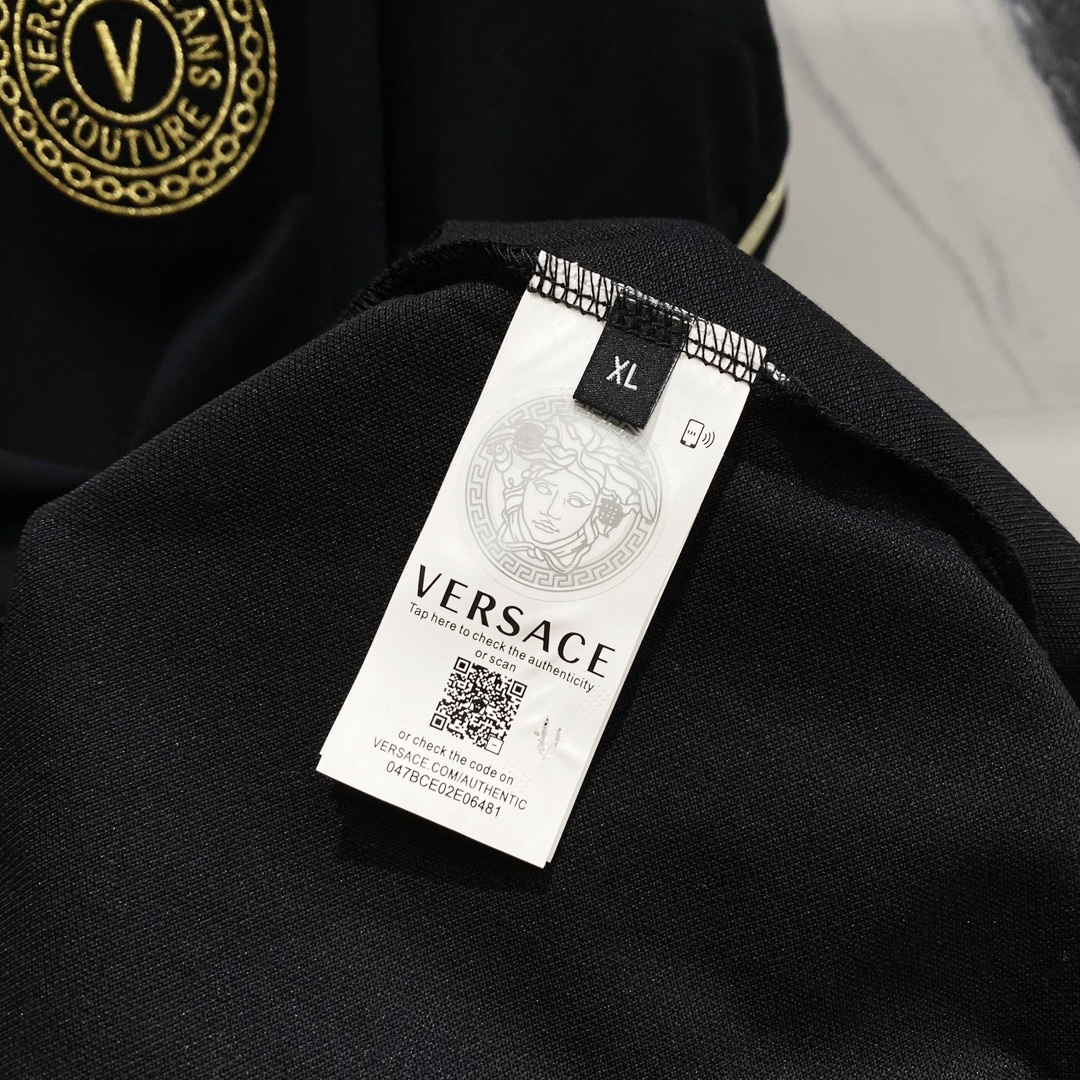 V
COUTURE
XL
VERSACE
Tap here to check the authenticity
or scan
or check the code on
VERSACE.COM/AUTHENTIC
047BCE02E06481